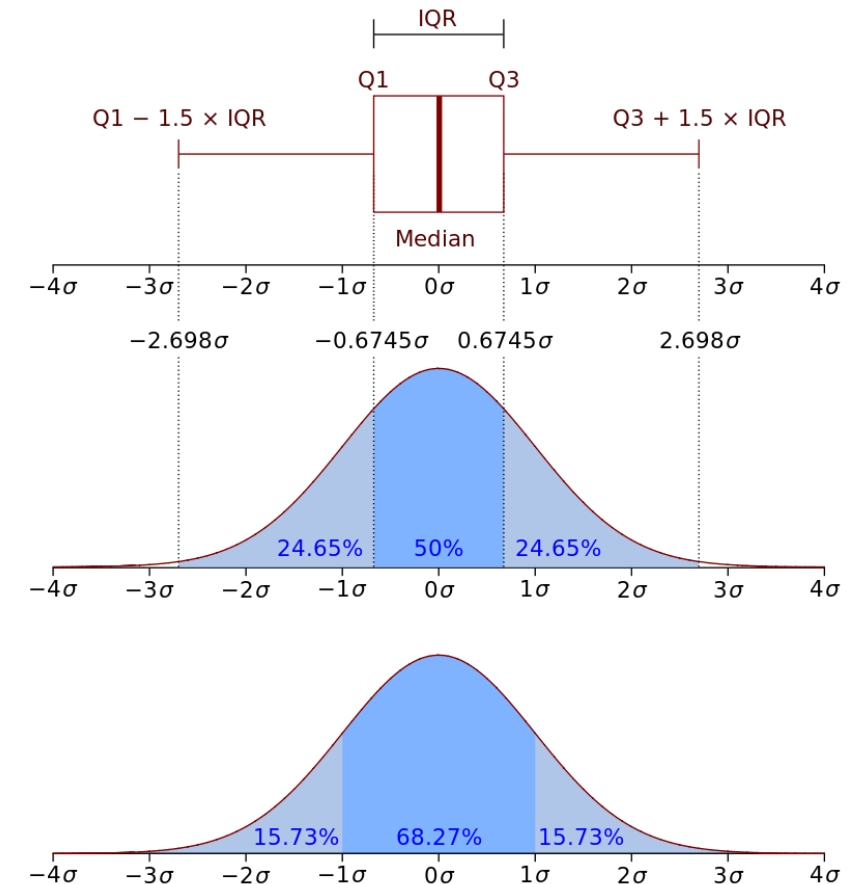 IQR
Q1 Q3
Q1 − 1.5 × IQR Q3 + 1.5 × IQR
Median
−4σ −3σ −2σ −1σ 0σ 1σ 2σ 3σ 4σ
−2.698σ −0.6745σ 0.6745σ 2.698σ
24.65% 50% 24.65%
−4σ −3σ −2σ −1σ 0σ 1σ 2σ 3σ 4σ
15.73% 68.27% 15.73%
−4σ −3σ −2σ −1σ 0σ 1σ 2σ 3σ 4σ